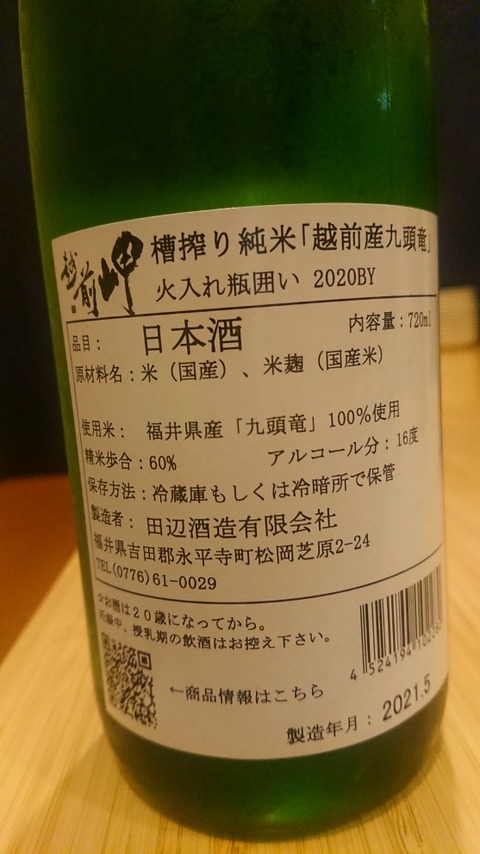 越前岬
槽搾り純米「越前産九頭竜」
火入れ瓶囲い 2020BY
品目： 日本酒 内容量：720ml
原材料名：米（国産）、米麹（国産米）
使用米： 福井県産「九頭竜」100%使用
精米歩合：60% アルコール分：16度
保存方法：冷蔵庫もしくは冷暗所で保管
製造者： 田辺酒造有限会社
福井県吉田郡永平寺町松岡芝原2-24
TEL(0776)61-0029
☆お酒は20歳になってから。
妊娠中、授乳期の飲酒はお控え下さい。
←商品情報はこちら
製造年月： 2021.5